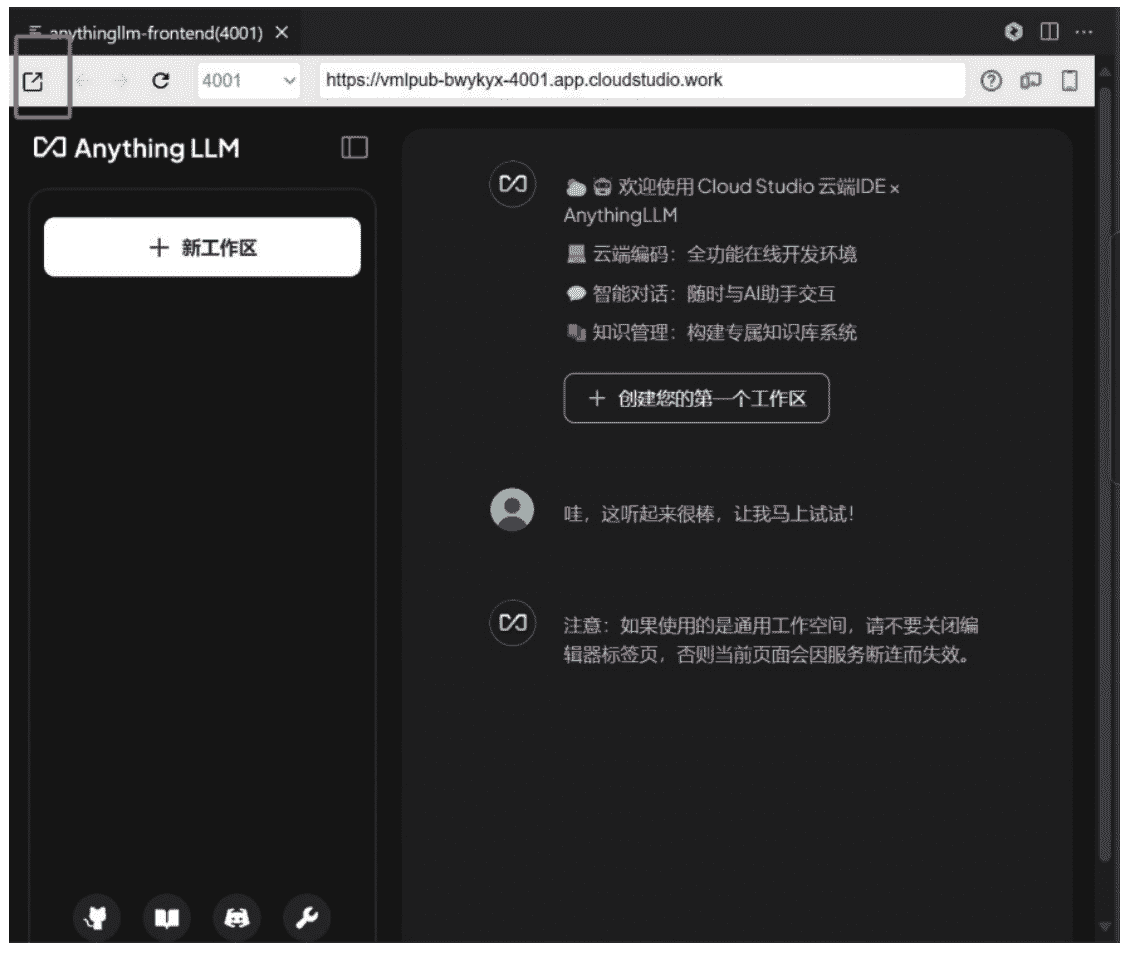 anythingllm-frontend(4001)
4001
https://vmlpub-bwykyx-4001.app.cloudstudio.work
Anything LLM
新工作区
欢迎使用 Cloud Studio 云端IDE ×
AnythingLLM
云端编码：全功能在线开发环境
智能对话：随时与AI助手交互
知识管理：构建专属知识库系统
创建您的第一个工作区
哇，这听起来很棒，让我马上试试！
注意：如果使用的是通用工作空间，请不要关闭编
辑器标签页，否则当前页面会因服务断连而失效。